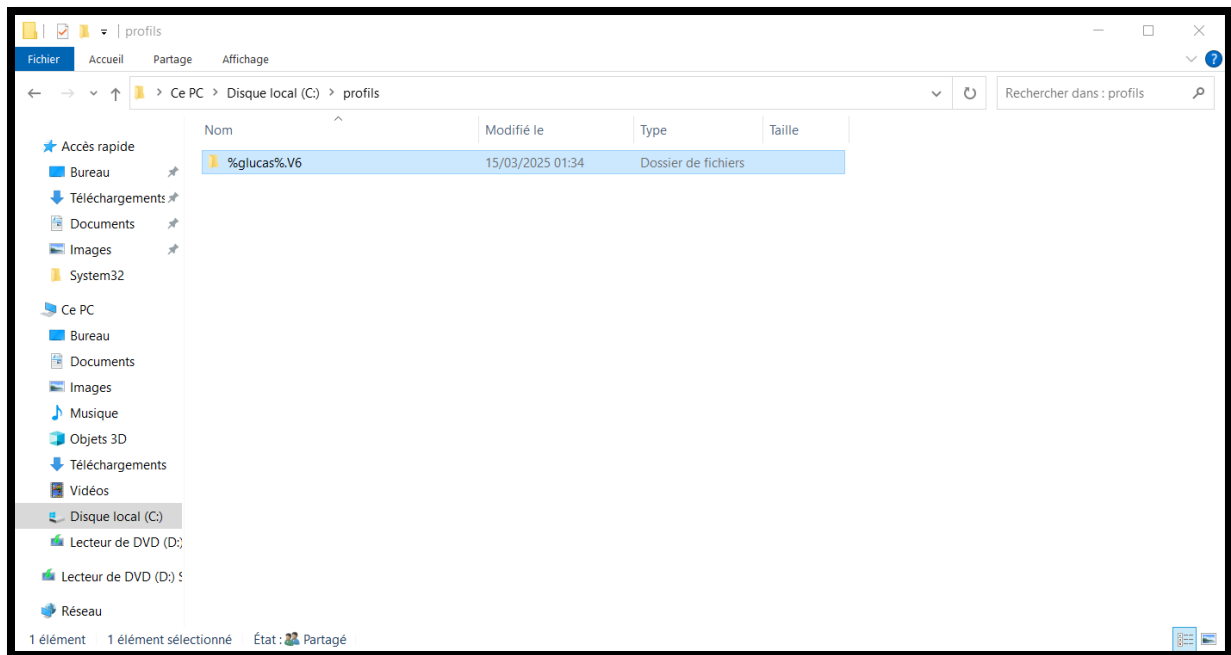 profils
Fichier Accueil Partage Affichage ?
Ce PC > Disque local (C:) > profils
Rechercher dans : profils
Nom Modifié le Type Taille
%glucas%.V6 15/03/2025 01:34 Dossier de fichiers
Accès rapide
Bureau
Téléchargements
Documents
Images
System32
Ce PC
Bureau
Documents
Images
Musique
Objets 3D
Téléchargements
Vidéos
Disque local (C:)
Lecteur de DVD (D:)
Lecteur de DVD (D:) S
Réseau
1 élément 1 élément sélectionné État : Partagé